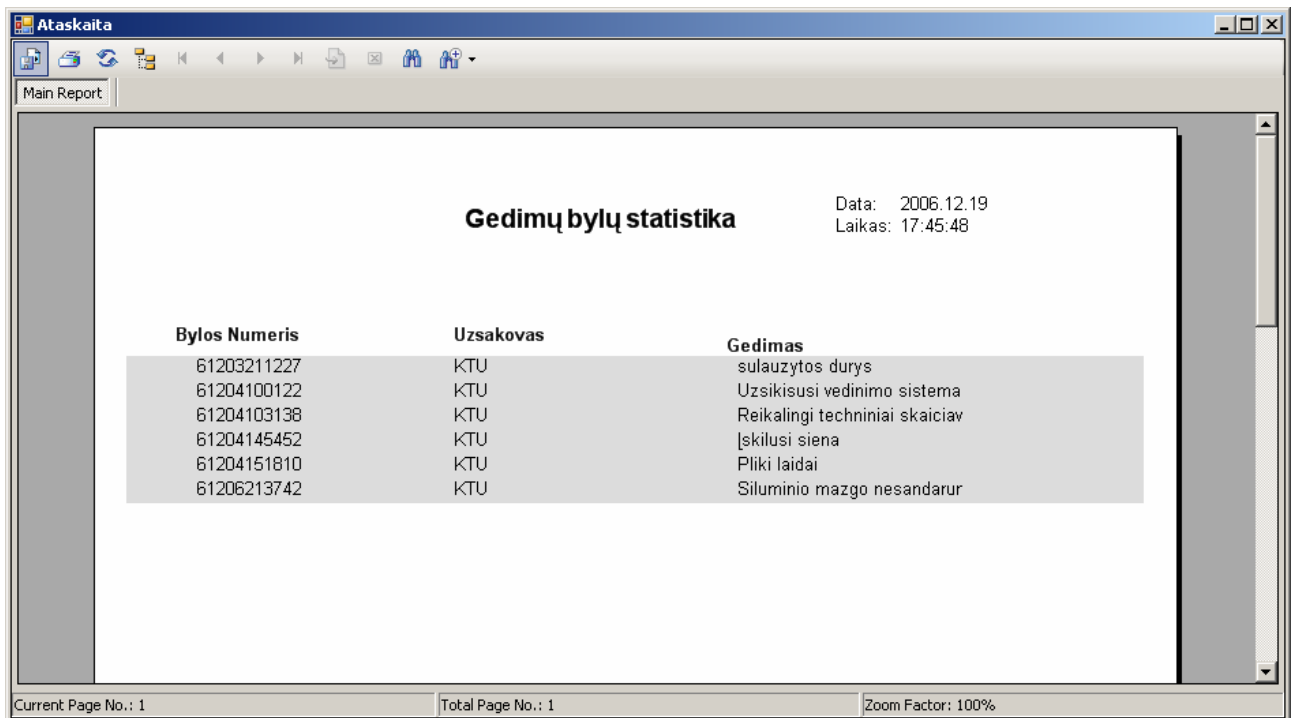 Ataskaita
Main Report
Gedimų bylų statistika
Data: 2006.12.19
Laikas: 17:45:48
Bylos Numeris Uzsakovas Gedimas
61203211227 KTU sulauzytos durys
61204100122 KTU Uzsikisusi vedinimo sistema
61204103138 KTU Reikalingi techniniai skaiciav
61204145452 KTU Įskilusi siena
61204151810 KTU Pliki laidai
61206213742 KTU Siluminio mazgo nesandarur
Current Page No.: 1 Total Page No.: 1 Zoom Factor: 100%